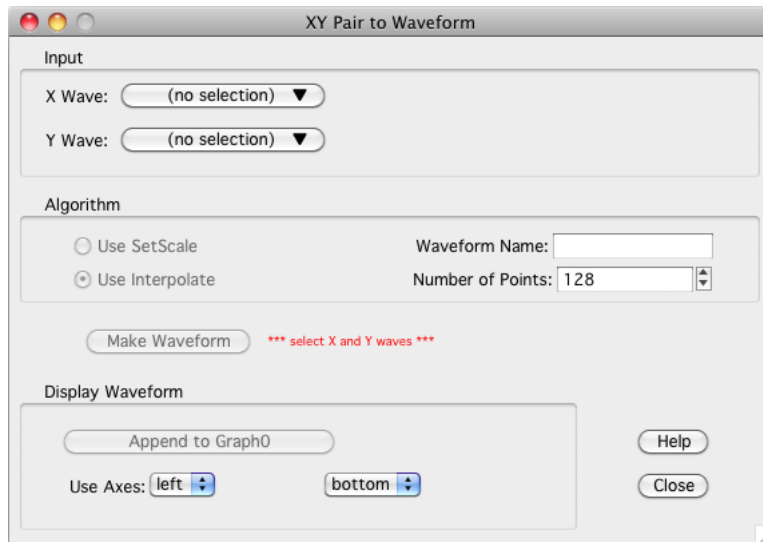 XY Pair to Waveform
Input
X Wave: (no selection)
Y Wave: (no selection)
Algorithm
Use SetScale
Waveform Name:
Use Interpolate
Number of Points: 128
Make Waveform
*** select X and Y waves ***
Display Waveform
Append to Graph0
Help
Use Axes: left
bottom
Close